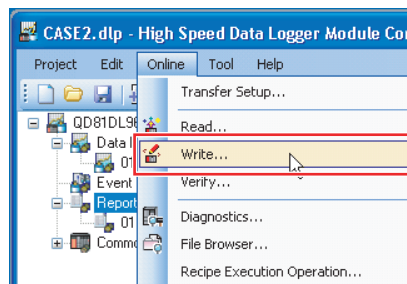 CASE2.dlp - High Speed Data Logger Module Co
Project Edit Online Tool Help
Transfer Setup...
QD81DL96
Read...
Data l
Write...
01
Event
Verify...
Report
Diagnostics...
01
Commo
File Browser...
Recipe Execution Operation...